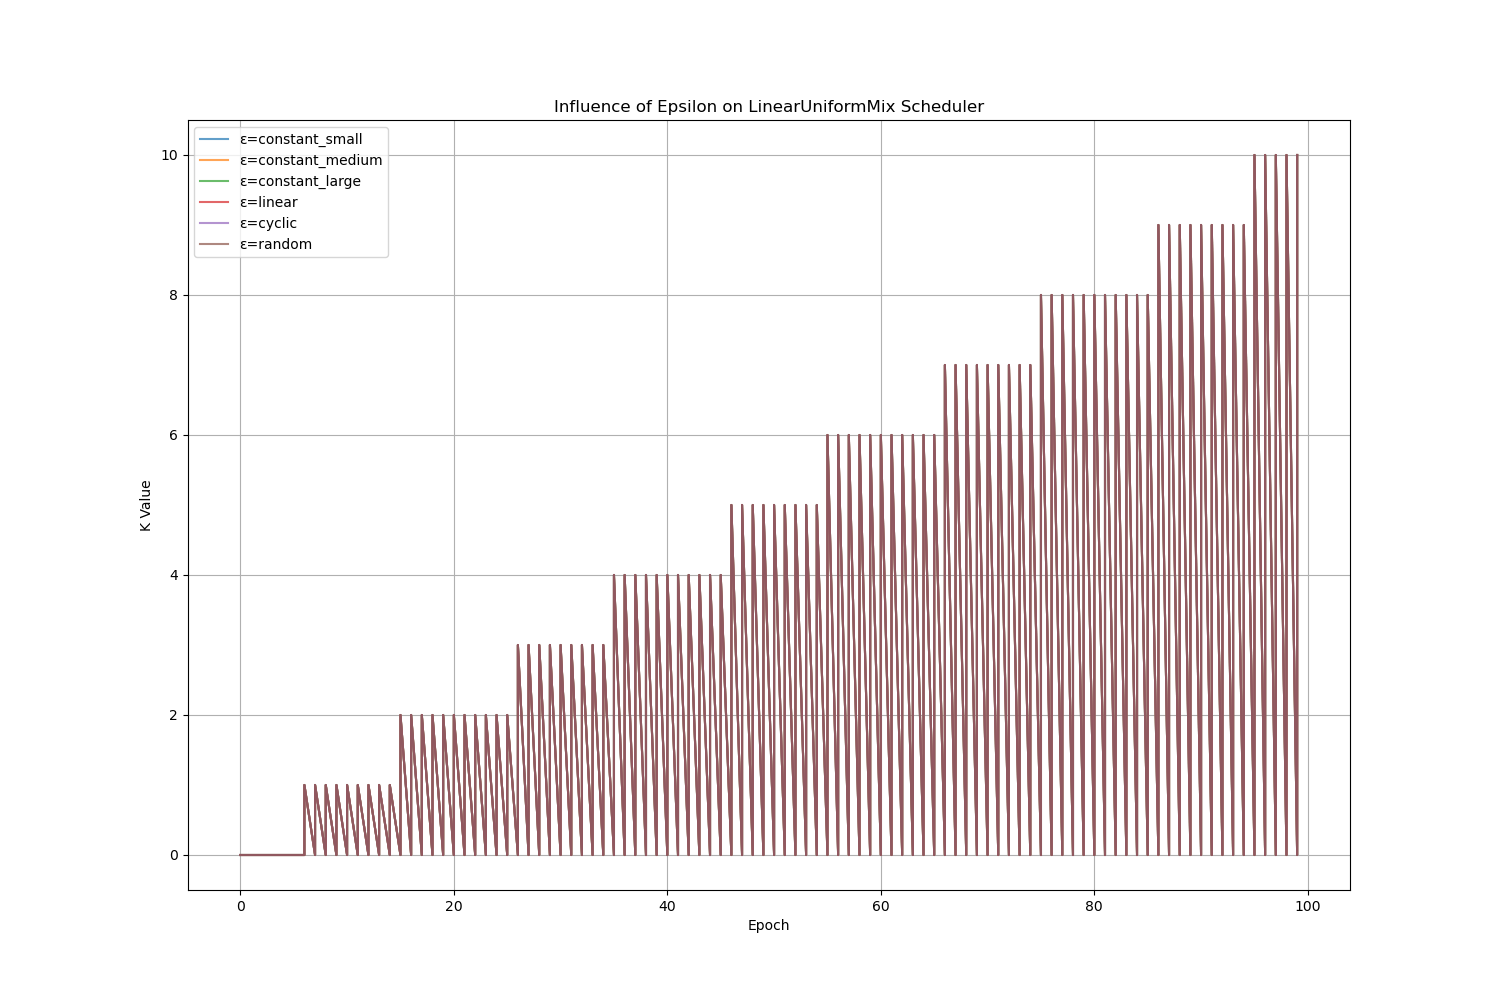 Influence of Epsilon on LinearUniformMix Scheduler
ε=constant_small
ε=constant_medium
ε=constant_large
ε=linear
ε=cyclic
ε=random
10
8
6
4
2
0
K Value
0 20 40 60 80 100
Epoch